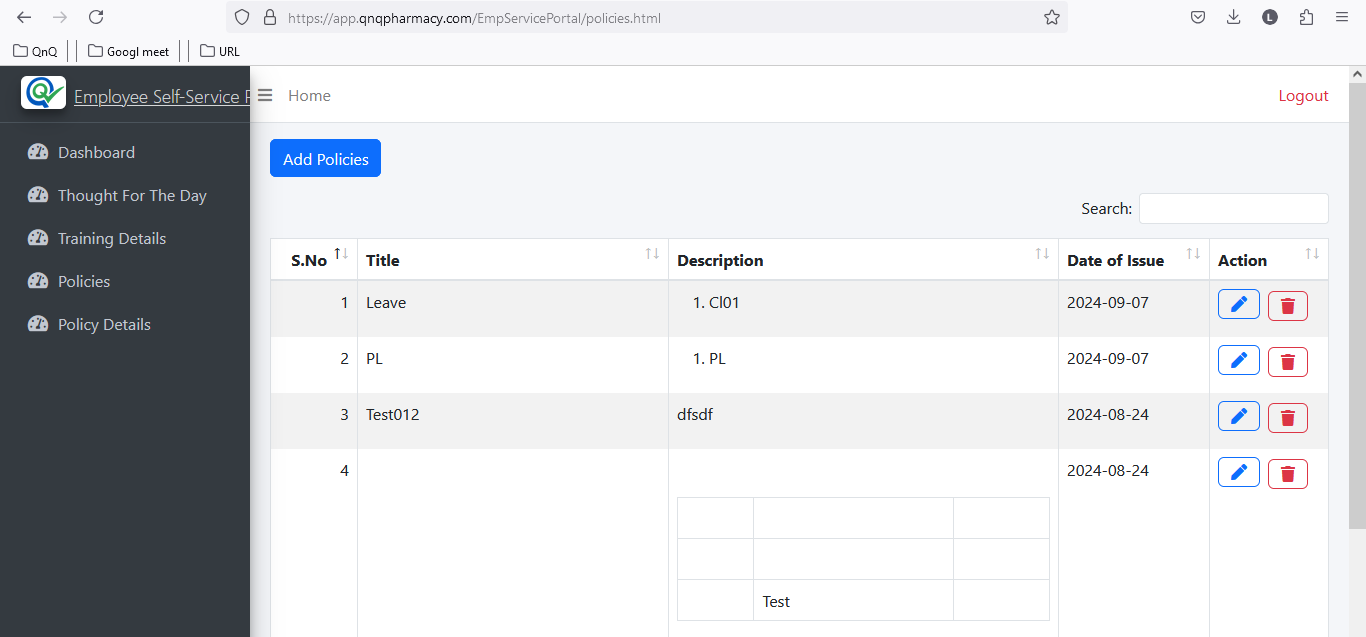 https://app.qnqpharmacy.com/EmpServicePortal/policies.html
L
QnQ
Googl meet
URL
Employee Self-Service P
Home
Logout
Dashboard
Thought For The Day
Training Details
Policies
Policy Details
Add Policies
Search:
S.No Title Description Date of Issue Action
1 Leave 1. Cl01 2024-09-07
2 PL 1. PL 2024-09-07
3 Test012 dfsdf 2024-08-24
4 2024-08-24
Test